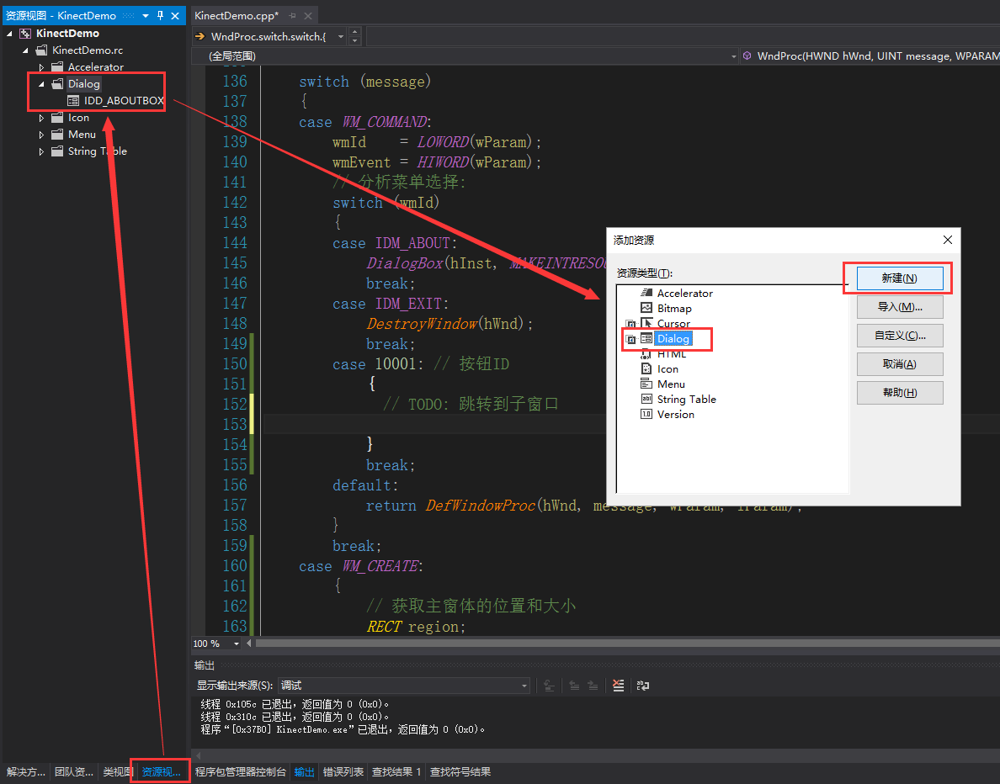 资源视图 - KinectDemo
KinectDemo
KinectDemo.rc
Accelerator
Dialog
IDD_ABOUTBOX
Icon
Menu
String Table
KinectDemo.cpp*
WndProc.switch.switch.{
(全局范围)
WndProc(HWND hWnd, UINT message, WPARAM
136 switch (message)
137 {
138 case WM_COMMAND:
139 wmId = LOWORD(wParam);
140 wmEvent = HIWORD(wParam);
141 // 分析菜单选择:
142 switch (wmId)
143 {
144 case IDM_ABOUT:
145 DialogBox(hInst, MAKEINTRESOU
146 break;
147 case IDM_EXIT:
148 DestroyWindow(hWnd);
149 break;
150 case 10001: // 按钮ID
151 {
152 // TODO: 跳转到子窗口
153
154 }
155 break;
156 default:
157 return DefWindowProc(hWnd, message, wParam, lParam);
158 }
159 break;
160 case WM_CREATE:
161 {
162 // 获取主窗体的位置和大小
163 RECT region;
添加资源
资源类型(T):
Accelerator
Bitmap
Cursor
Dialog
HTML
Icon
Menu
String Table
Version
新建(N)
导入(M)...
自定义(C)...
取消(A)
帮助(H)
100 %
输出
显示输出来源(S): 调试
线程 0x105c 已退出，返回值为 0 (0x0)。
线程 0x310c 已退出，返回值为 0 (0x0)。
程序“[0x37B0] KinectDemo.exe”已退出，返回值为 0 (0x0)。
解决方... 团队资... 类视图 资源视... 程序包管理器控制台 输出 错误列表 查找结果 1 查找符号结果